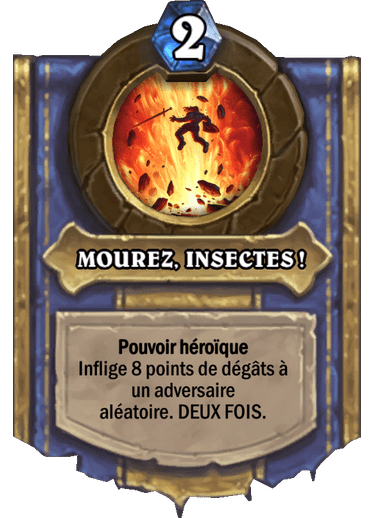 2
MOUREZ, INSECTES !
Pouvoir héroïque
Inflige 8 points de dégâts à
un adversaire
aléatoire. DEUX FOIS.